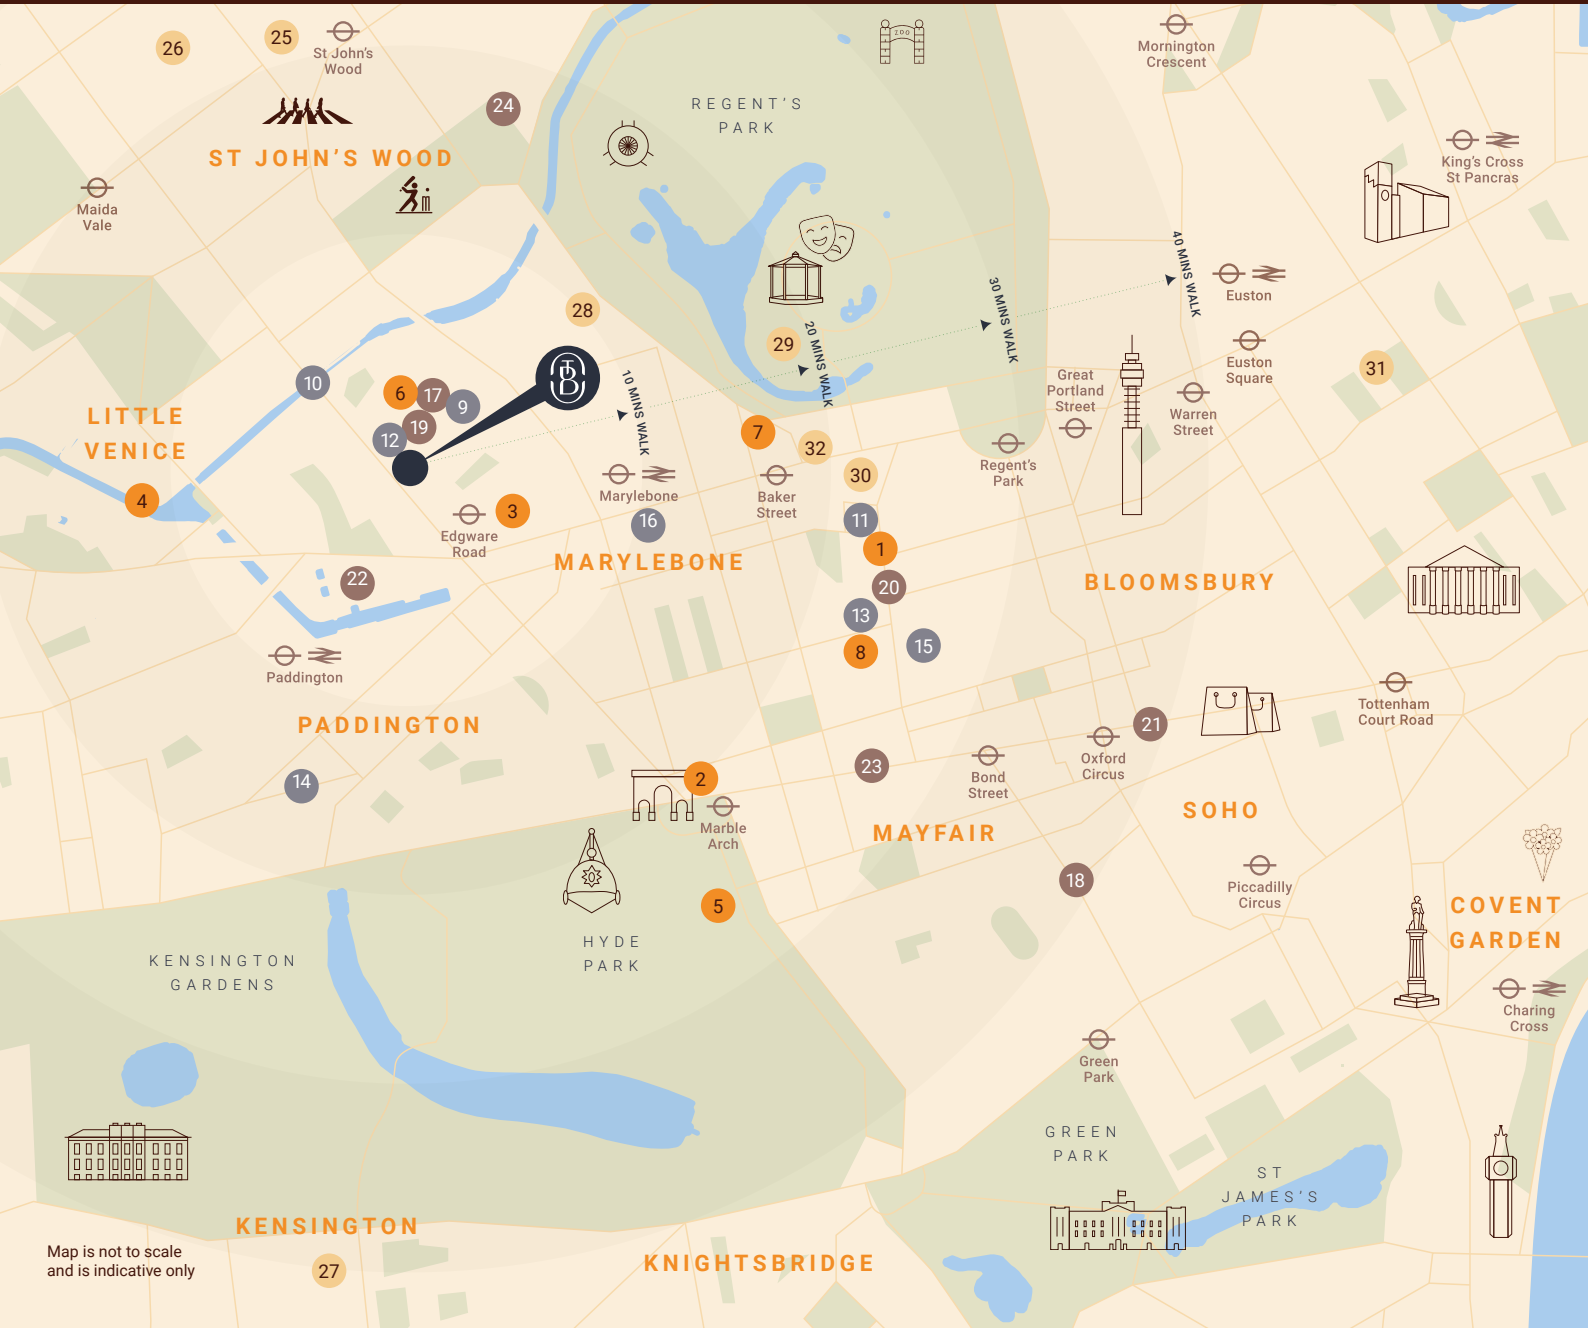 26
25
St John's
Wood
ZOO
Mornington
Crescent
24
REGENT'S
PARK
ST JOHN'S WOOD
King's Cross
St Pancras
Maida
Vale
40 MINS WALK
Euston
28
30 MINS WALK
29
20 MINS WALK
Euston
Square
31
10
6
17
9
10 MINS WALK
Great
Portland
Street
Warren
Street
LITTLE
VENICE
12
19
7
32
Regent's
Park
30
Marylebone
Baker
Street
4
3
Edgware
Road
16
11
1
MARYLEBONE
BLOOMSBURY
22
20
13
8
15
Paddington
PADDINGTON
Tottenham
Court Road
21
Oxford
Circus
14
2
23
Bond
Street
Marble
Arch
MAYFAIR
SOHO
18
Piccadilly
Circus
5
COVENT
GARDEN
HYDE
PARK
KENSINGTON
GARDENS
Charing
Cross
Green
Park
GREEN
PARK
ST
JAMES'S
PARK
KENSINGTON
Map is not to scale
and is indicative only
27
KNIGHTSBRIDGE